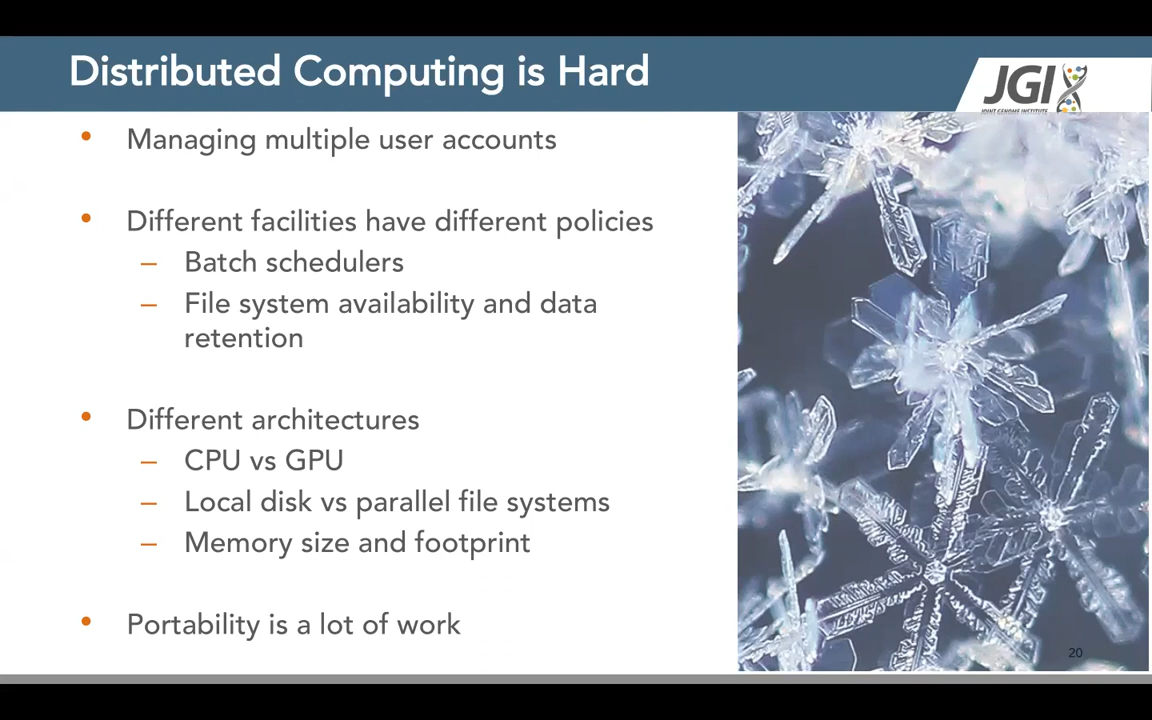 Distributed Computing is Hard
JGI
JOINT GENOME INSTITUTE
• Managing multiple user accounts
• Different facilities have different policies
– Batch schedulers
– File system availability and data
retention
• Different architectures
– CPU vs GPU
– Local disk vs parallel file systems
– Memory size and footprint
• Portability is a lot of work
20